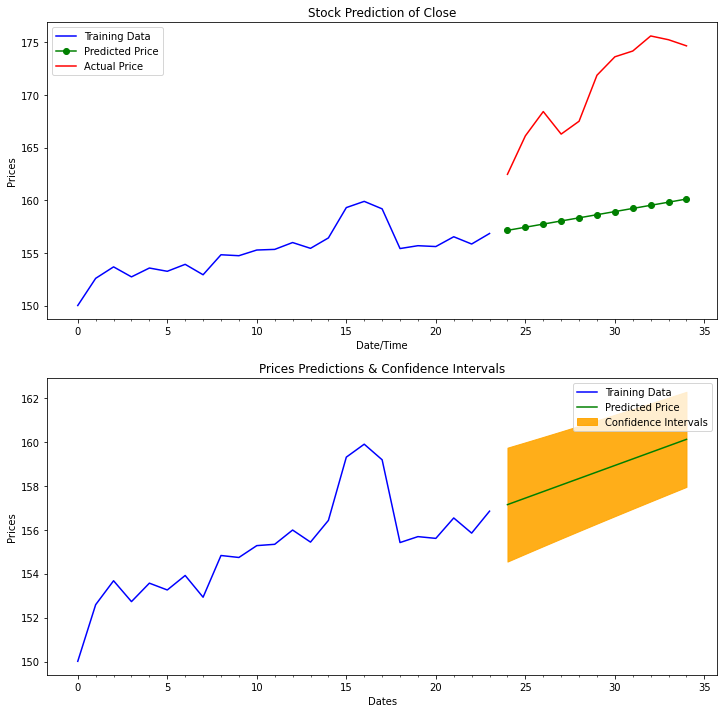 Stock Prediction of Close
Training Data
Predicted Price
Actual Price
175
170
165
160
155
150
Prices
0 5 10 15 20 25 30 35
Date/Time
Prices Predictions & Confidence Intervals
Training Data
Predicted Price
Confidence Intervals
162
160
158
156
154
152
150
Prices
0 5 10 15 20 25 30 35
Dates